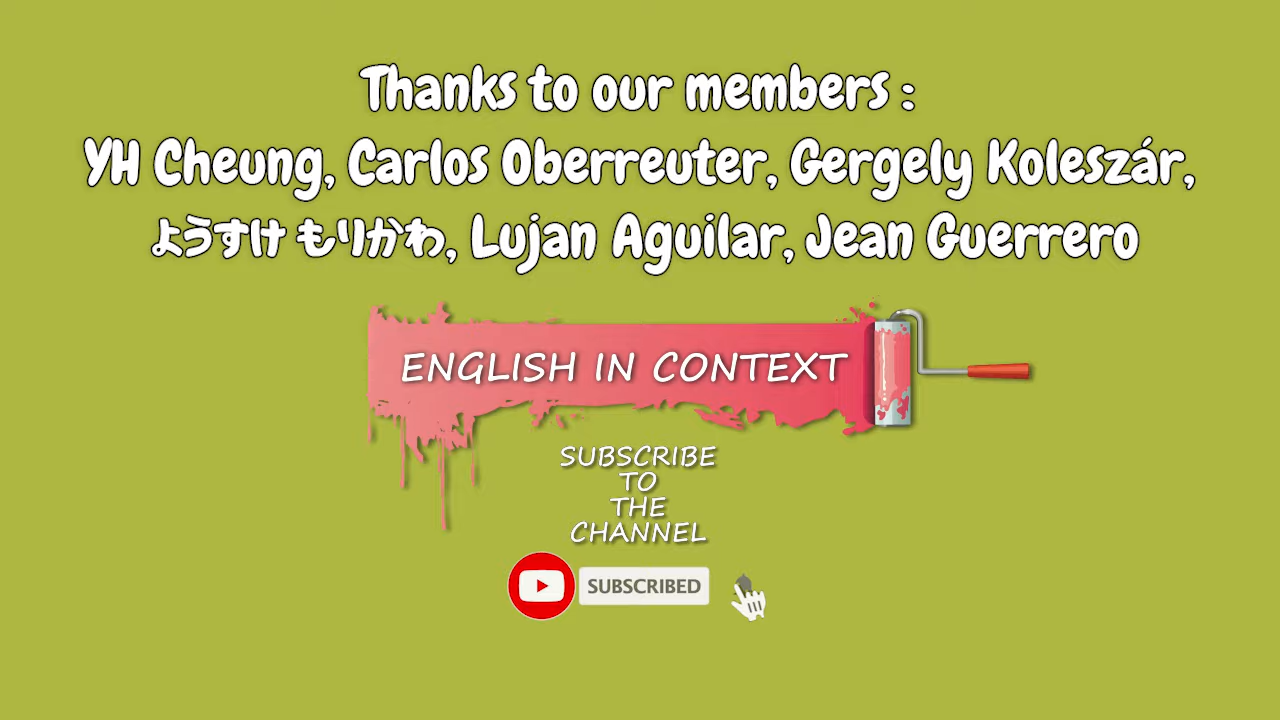 Thanks to our members :
YH Cheung, Carlos Oberreuter, Gergely Koleszár,
ようすけ もりかわ, Lujan Aguilar, Jean Guerrero
ENGLISH IN CONTEXT
SUBSCRIBE
TO
THE
CHANNEL
SUBSCRIBED